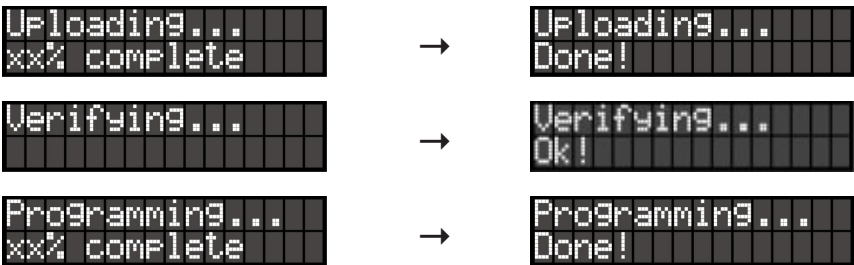 Uploading...
xx% complete
→
Uploading...
Done!
Verifying...
→
Verifying...
Ok!
Programming...
xx% complete
→
Programming...
Done!